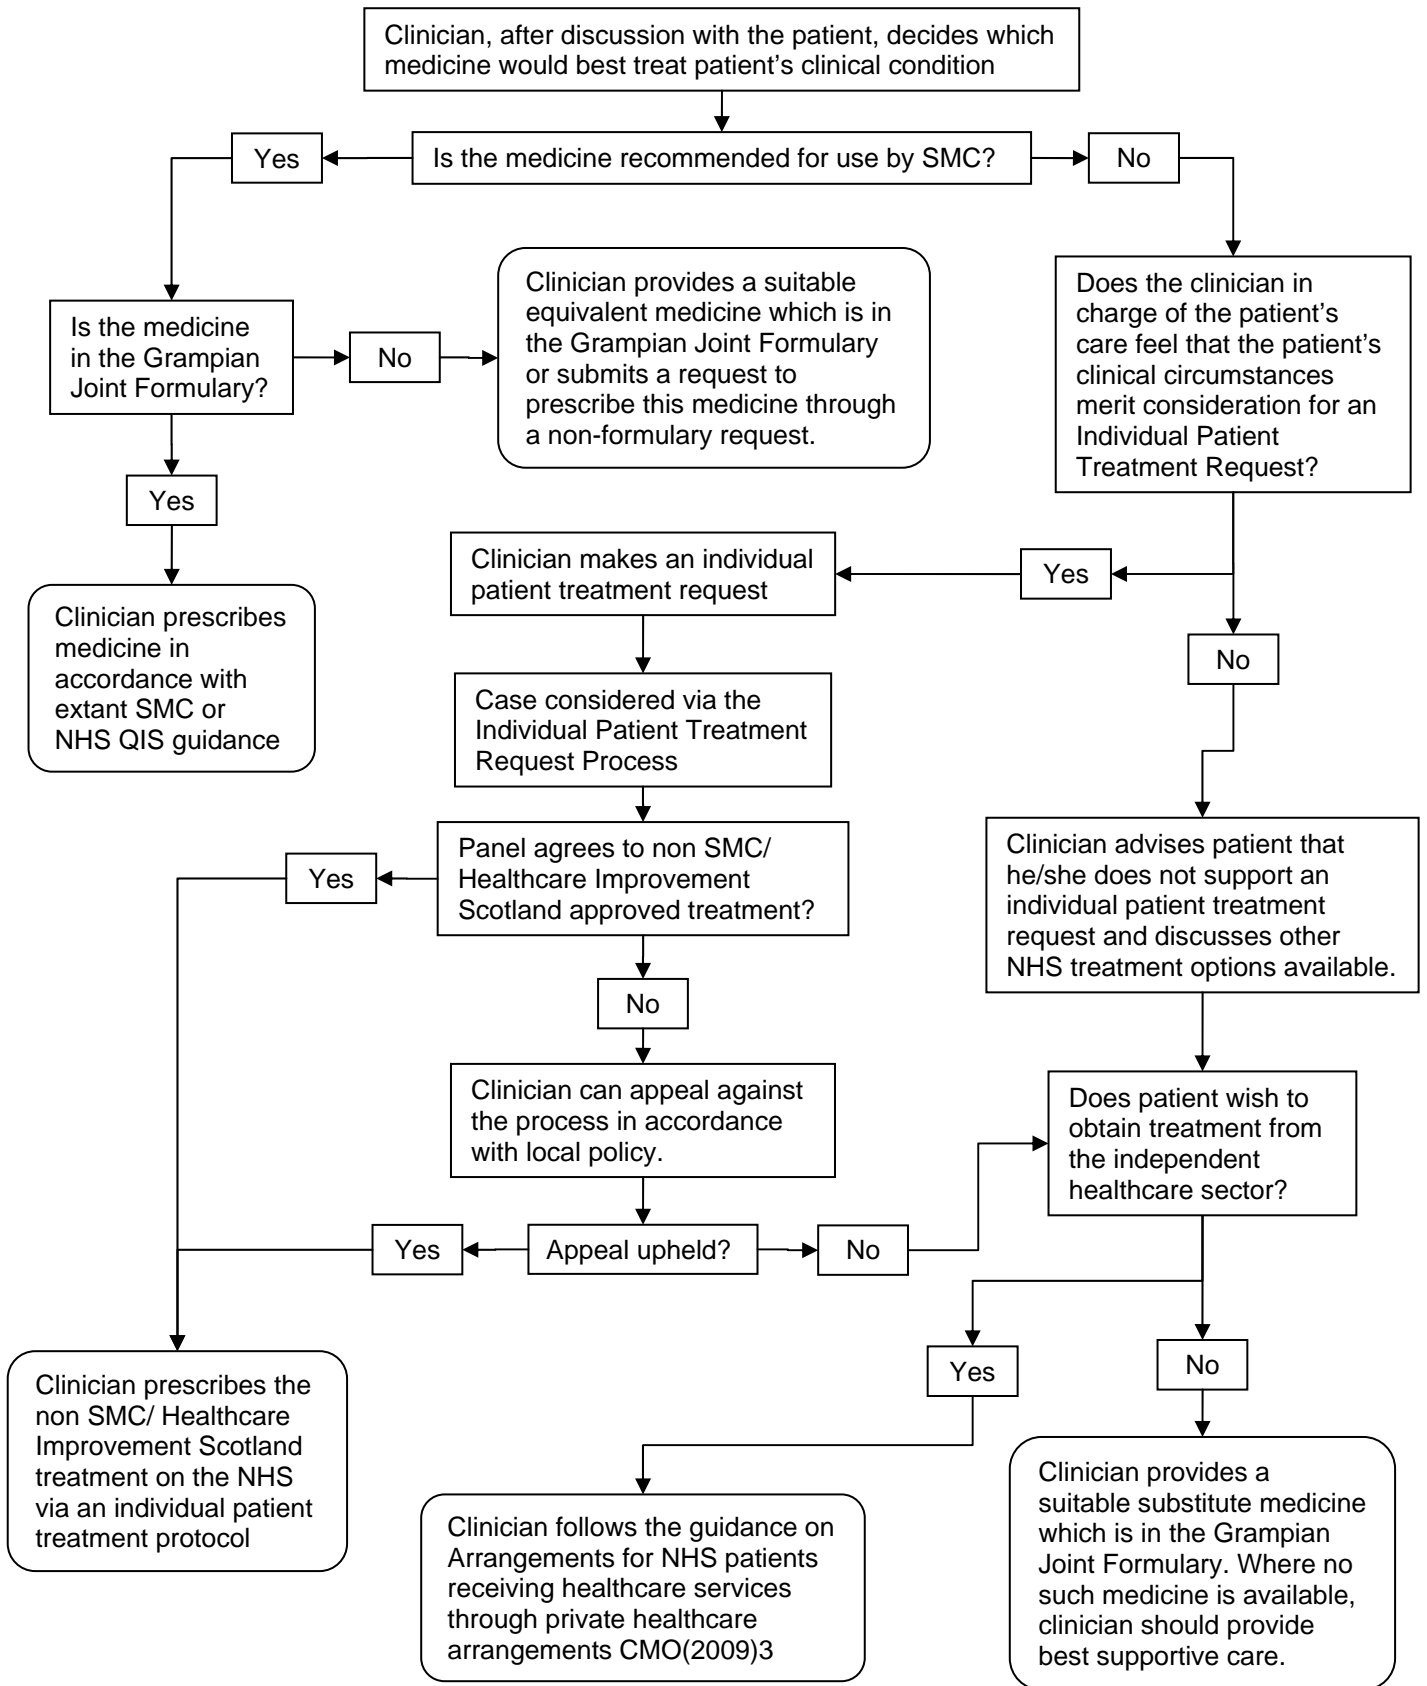 Clinician, after discussion with the patient, decides which
medicine would best treat patient's clinical condition
Yes
Is the medicine recommended for use by SMC?
No
Is the medicine
in the Grampian
Joint Formulary?
No
Clinician provides a suitable
equivalent medicine which is in
the Grampian Joint Formulary
or submits a request to
prescribe this medicine through
a non-formulary request.
Does the clinician in
charge of the patient's
care feel that the patient's
clinical circumstances
merit consideration for an
Individual Patient
Treatment Request?
Yes
Clinician prescribes
medicine in
accordance with
extant SMC or
NHS QIS guidance
Clinician makes an individual
patient treatment request
Yes
No
Case considered via the
Individual Patient Treatment
Request Process
Yes
Panel agrees to non SMC/
Healthcare Improvement
Scotland approved treatment?
Clinician advises patient that
he/she does not support an
individual patient treatment
request and discusses other
NHS treatment options available.
No
Clinician can appeal against
the process in accordance
with local policy.
Does patient wish to
obtain treatment from
the independent
healthcare sector?
Yes
Appeal upheld?
No
Yes
No
Clinician prescribes the
non SMC/ Healthcare
Improvement Scotland
treatment on the NHS
via an individual patient
treatment protocol
Clinician follows the guidance on
Arrangements for NHS patients
receiving healthcare services
through private healthcare
arrangements CMO(2009)3
Clinician provides a
suitable substitute medicine
which is in the Grampian
Joint Formulary. Where no
such medicine is available,
clinician should provide
best supportive care.